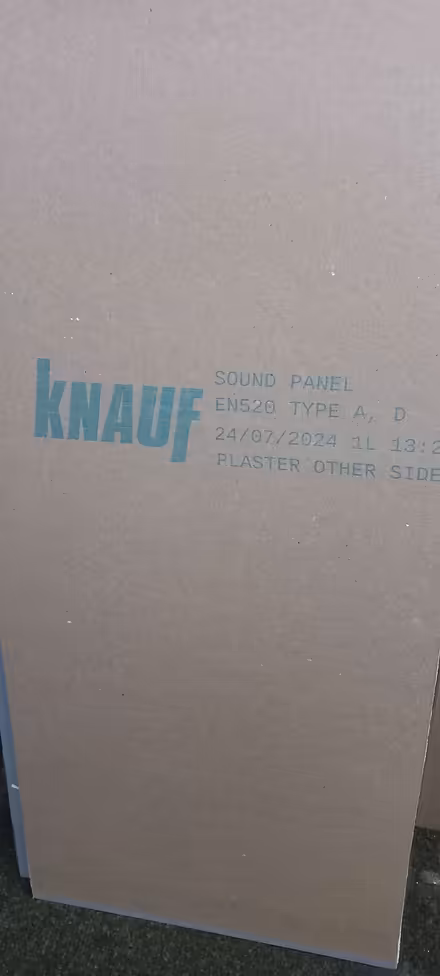 KNAUF
SOUND PANEL
EN520 TYPE A, D
24/07/2024 1L 13:2
PLASTER OTHER SIDE